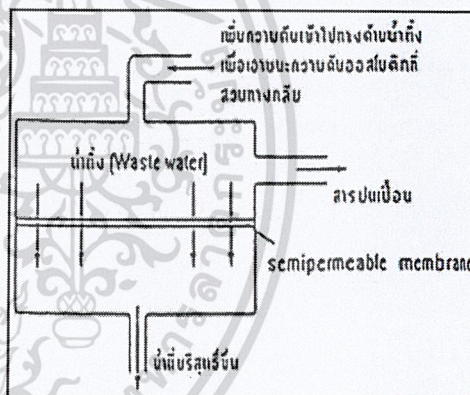 เพิ่มความดันเข้าไปทางด้านน้ำทิ้ง
เพื่อเอาชนะความดันออสโมติกที่
สวนทางกลับ
น้ำทิ้ง (Waste water)
สารปนเปื้อน
semipermeable membrane
น้ำที่บริสุทธิ์ขึ้น